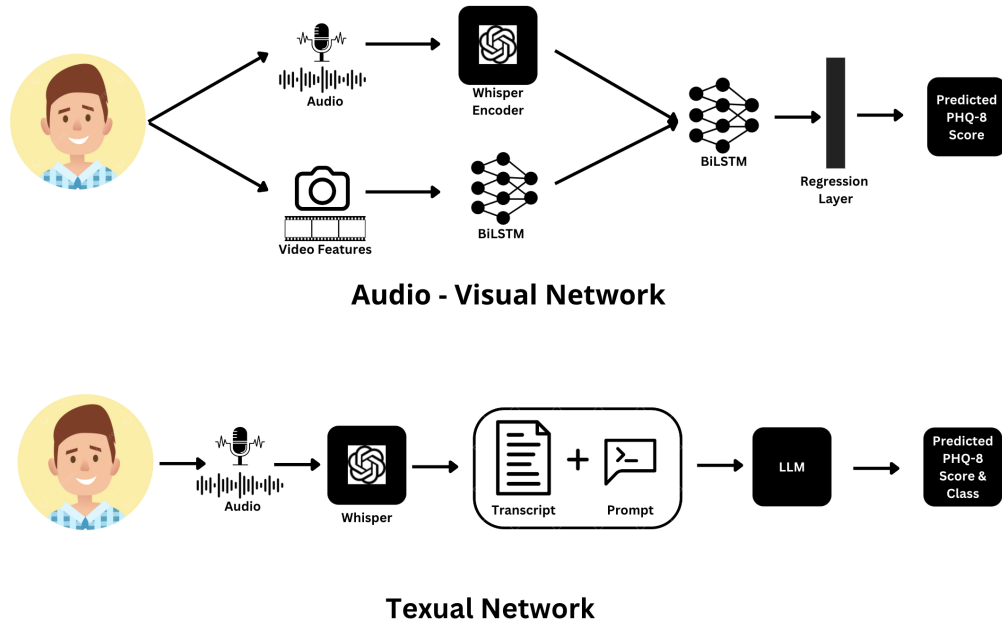 Audio
Whisper
Encoder
Video Features
BiLSTM
BiLSTM
Regression
Layer
Predicted
PHQ-8
Score
Audio - Visual Network
Audio
Whisper
Transcript
+
Prompt
LLM
Predicted
PHQ-8
Score &
Class
Texual Network